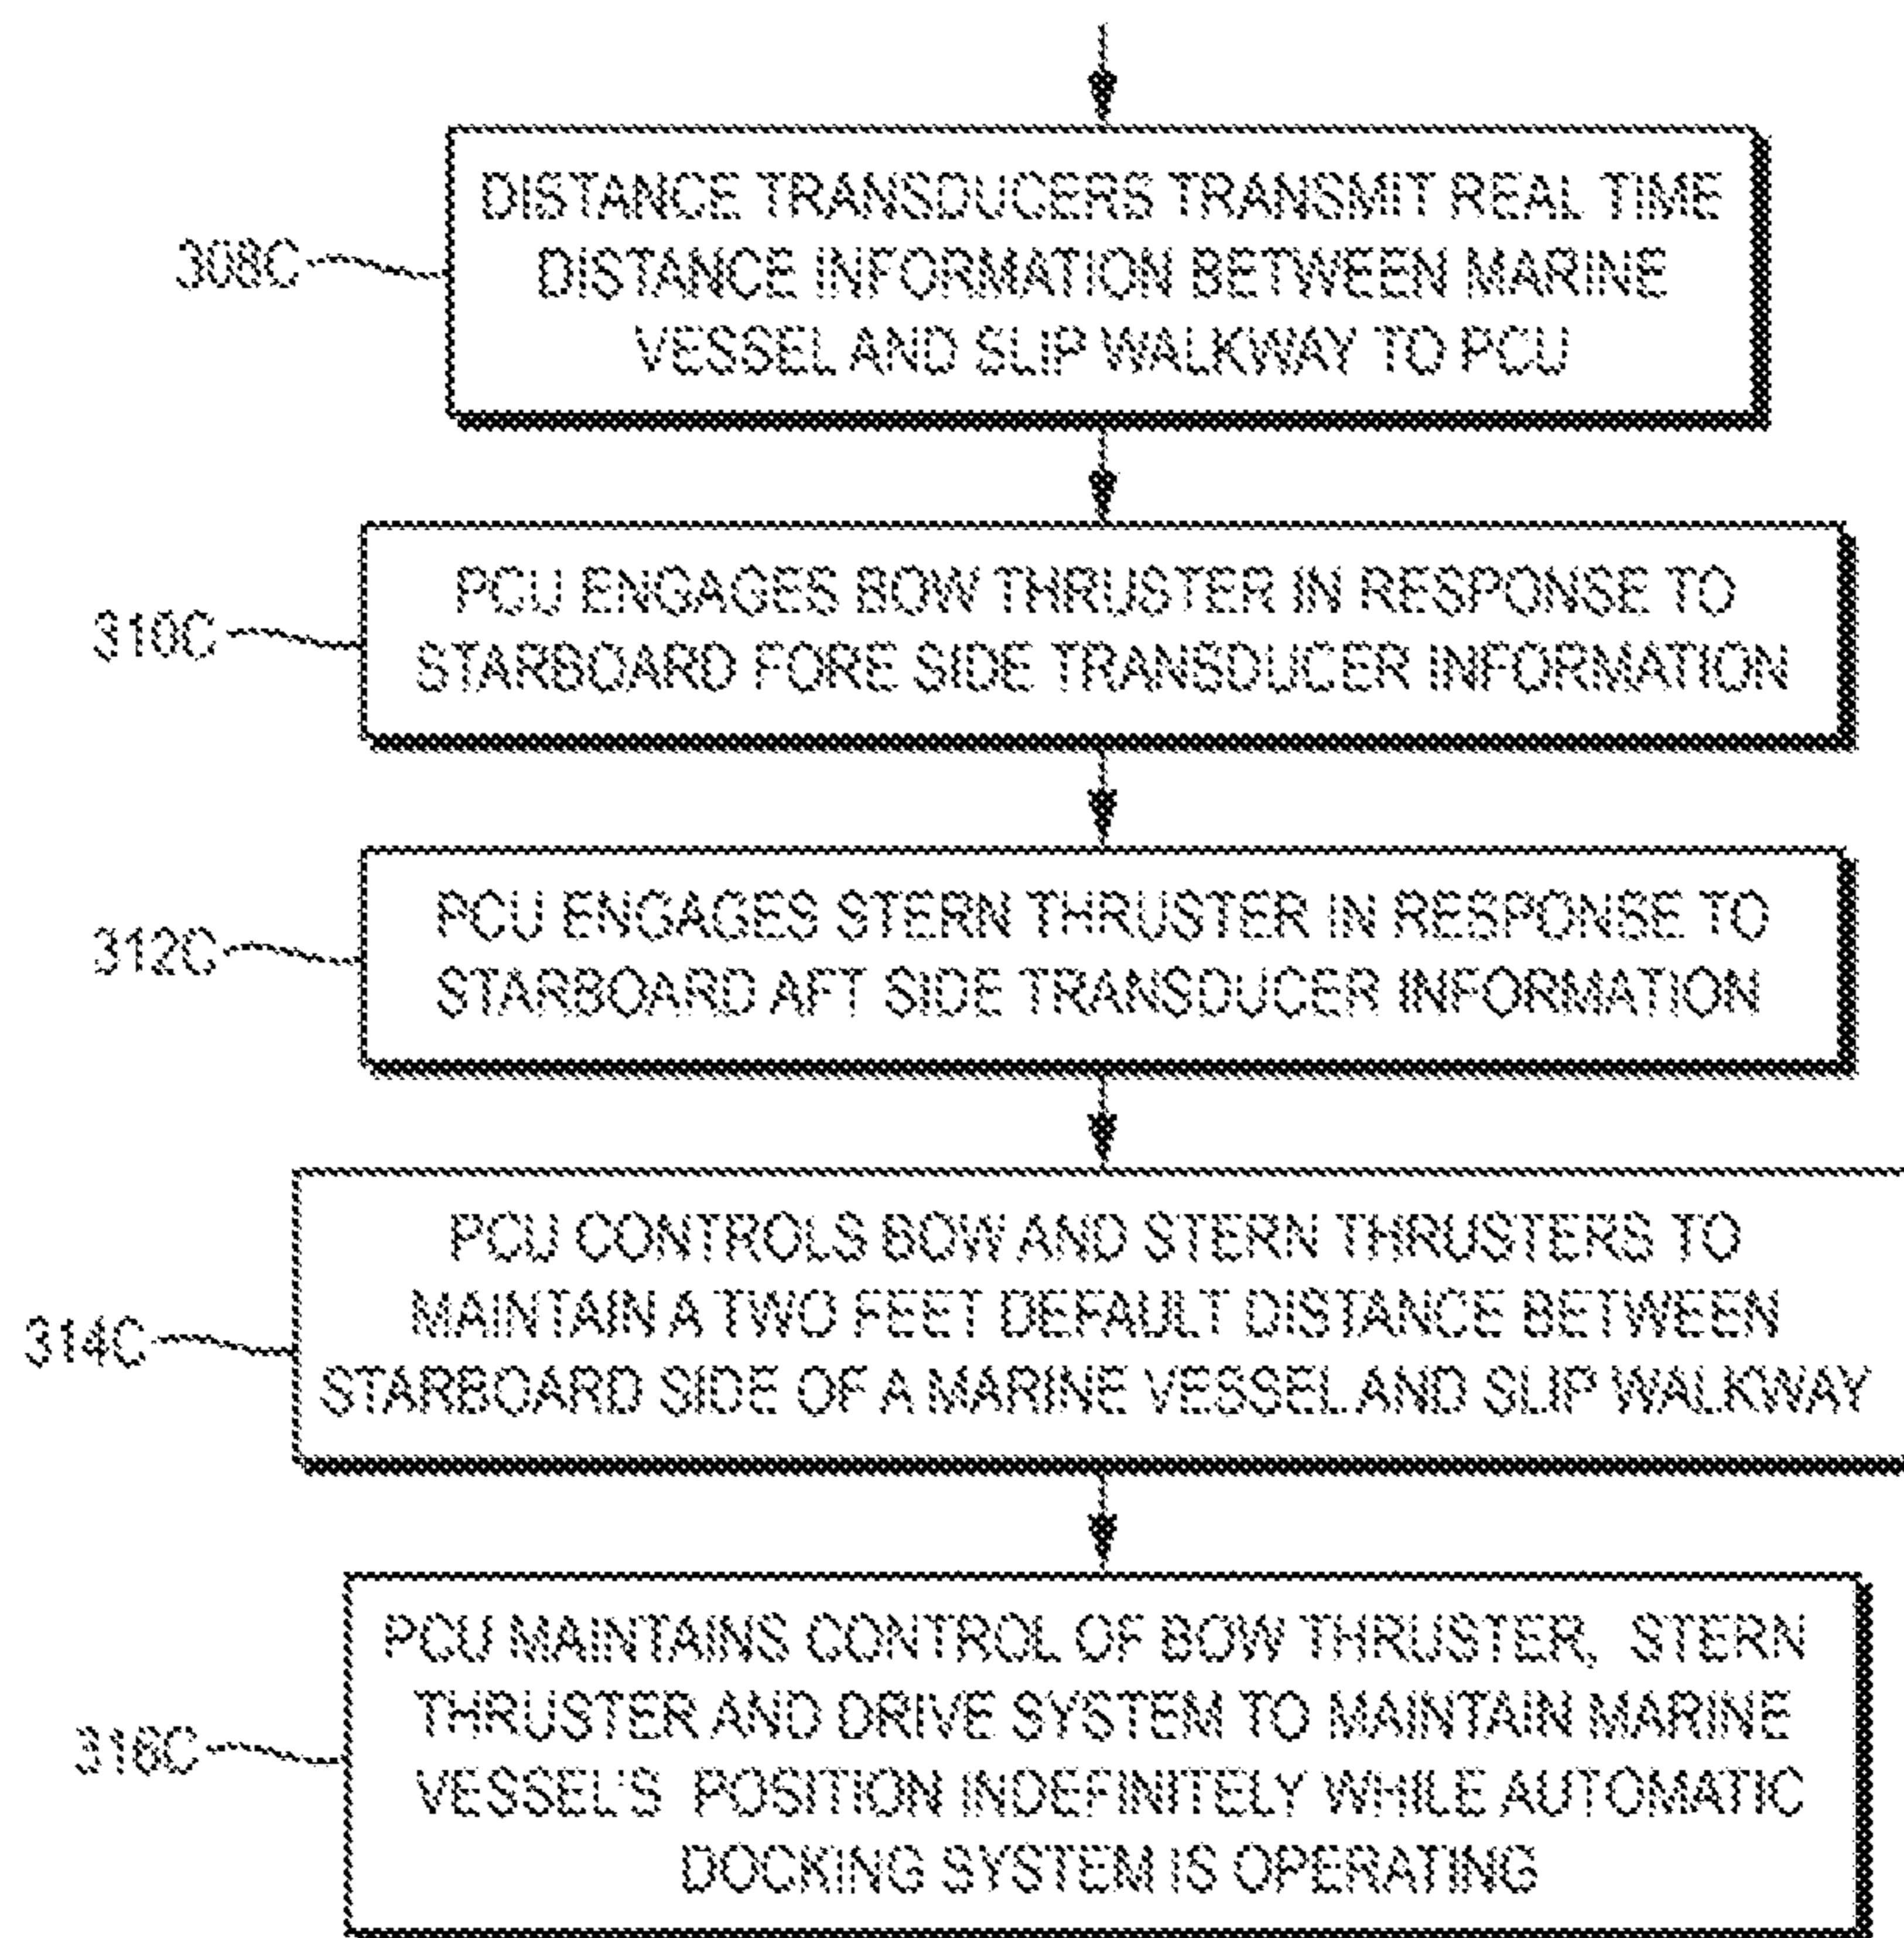 308C
DISTANCE TRANSDUCERS TRANSMIT REAL TIME
DISTANCE INFORMATION BETWEEN MARINE
VESSEL AND SLIP WALKWAY TO PCU
310C
PCU ENGAGES BOW THRUSTER IN RESPONSE TO
STARBOARD FORE SIDE TRANSDUCER INFORMATION
312C
PCU ENGAGES STERN THRUSTER IN RESPONSE TO
STARBOARD AFT SIDE TRANSDUCER INFORMATION
314C
PCU CONTROLS BOW AND STERN THRUSTERS TO
MAINTAIN A TWO FEET DEFAULT DISTANCE BETWEEN
STARBOARD SIDE OF A MARINE VESSEL AND SLIP WALKWAY
316C
PCU MAINTAINS CONTROL OF BOW THRUSTER, STERN
THRUSTER AND DRIVE SYSTEM TO MAINTAIN MARINE
VESSEL'S POSITION INDEFINITELY WHILE AUTOMATIC
DOCKING SYSTEM IS OPERATING